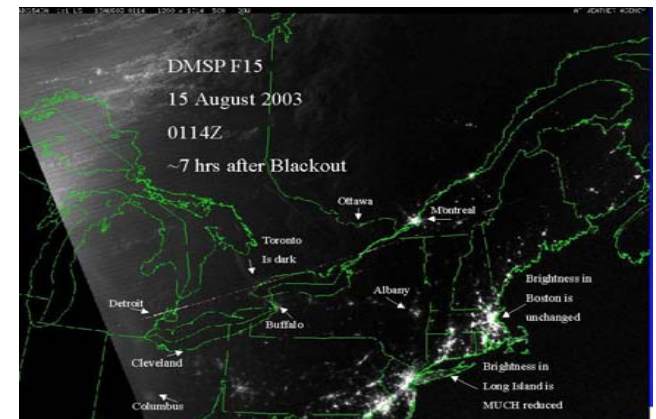 DMSP F15
15 August 2003
0114Z
~7 hrs after Blackout
Ottawa
Montreal
Toronto
Is dark
Detroit
Albany
Buffalo
Brightness in
Boston is
unchanged
Cleveland
Brightness in
Long Island is
MUCH reduced
Columbus